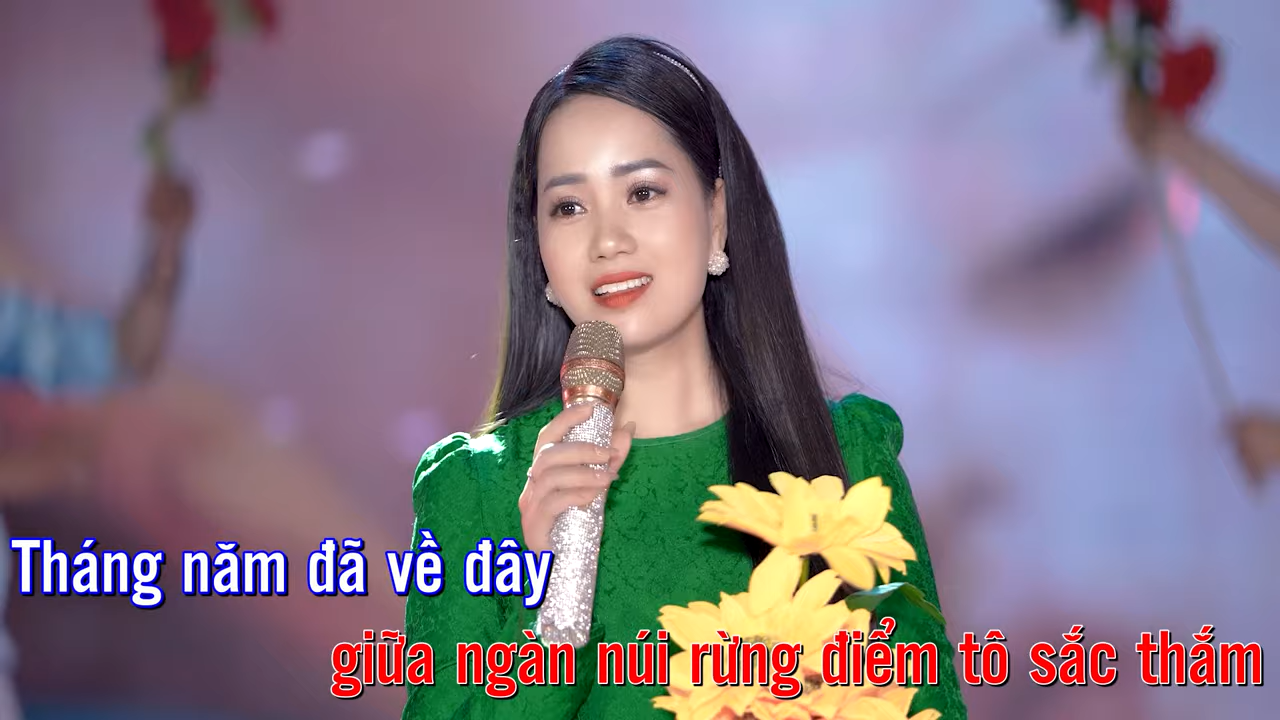 Tháng năm đã về đây
giữa ngàn núi rừng điểm tô sắc thắm